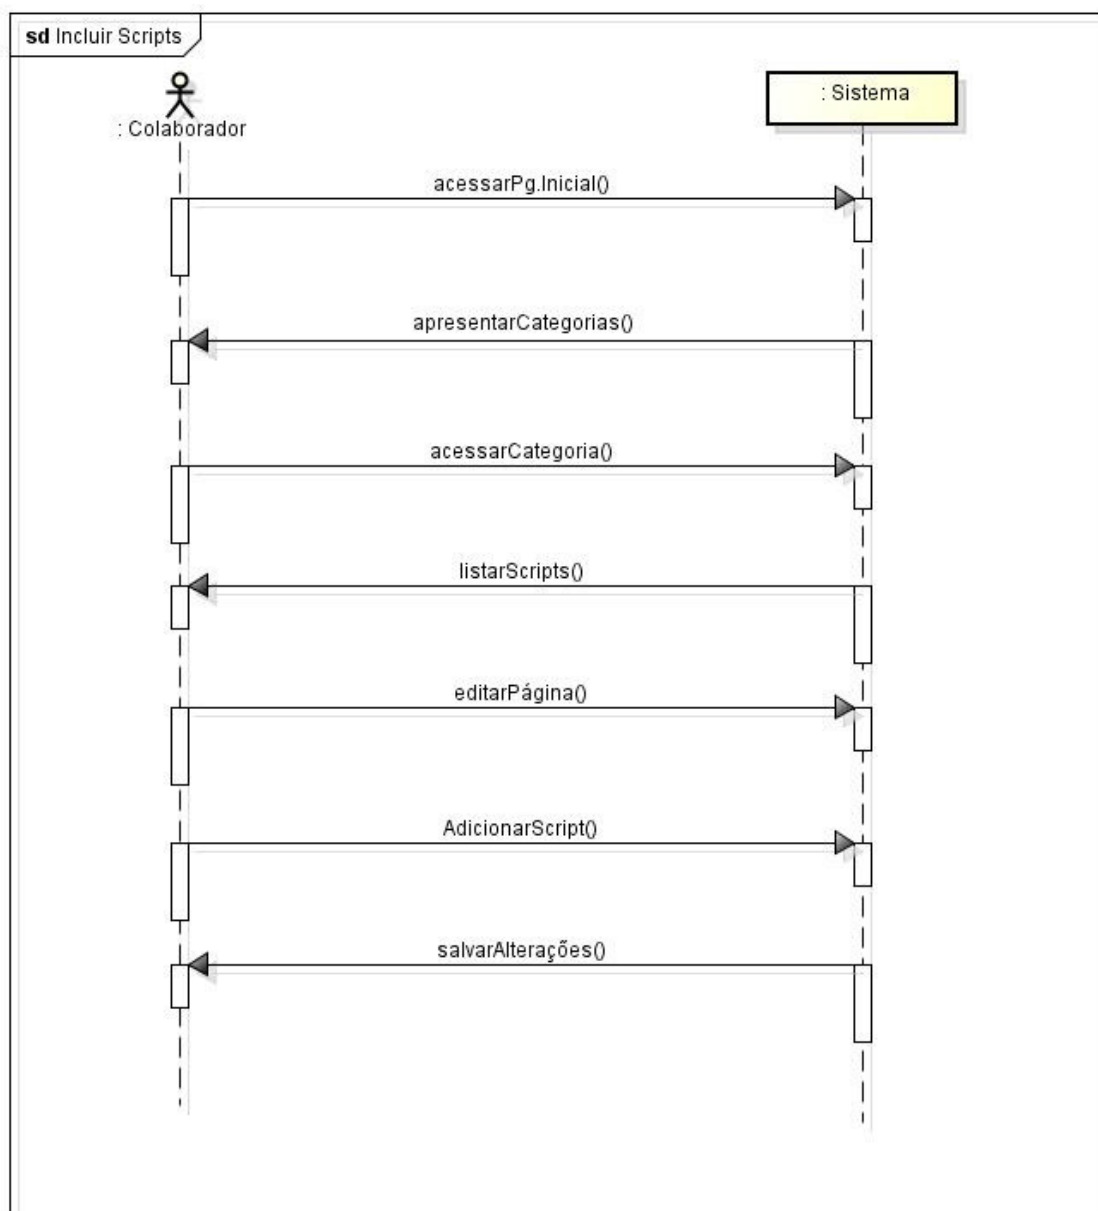 sd Incluir Scripts
: Colaborador
: Sistema
acessarPg.Inicial()
apresentarCategorias()
acessarCategoria()
listarScripts()
editarPágina()
AdicionarScript()
salvarAlterações()